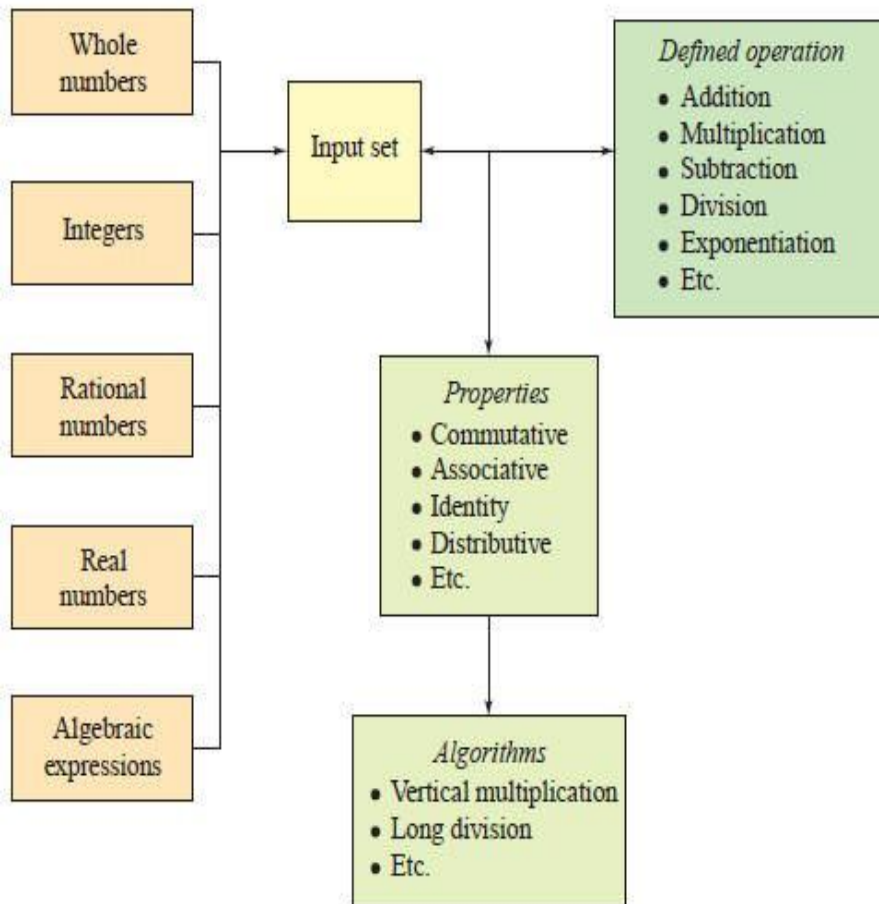 Whole
numbers
Integers
Rational
numbers
Real
numbers
Algebraic
expressions
Input set
Defined operation
• Addition
• Multiplication
• Subtraction
• Division
• Exponentiation
• Etc.
Properties
• Commutative
• Associative
• Identity
• Distributive
• Etc.
Algorithms
• Vertical multiplication
• Long division
• Etc.